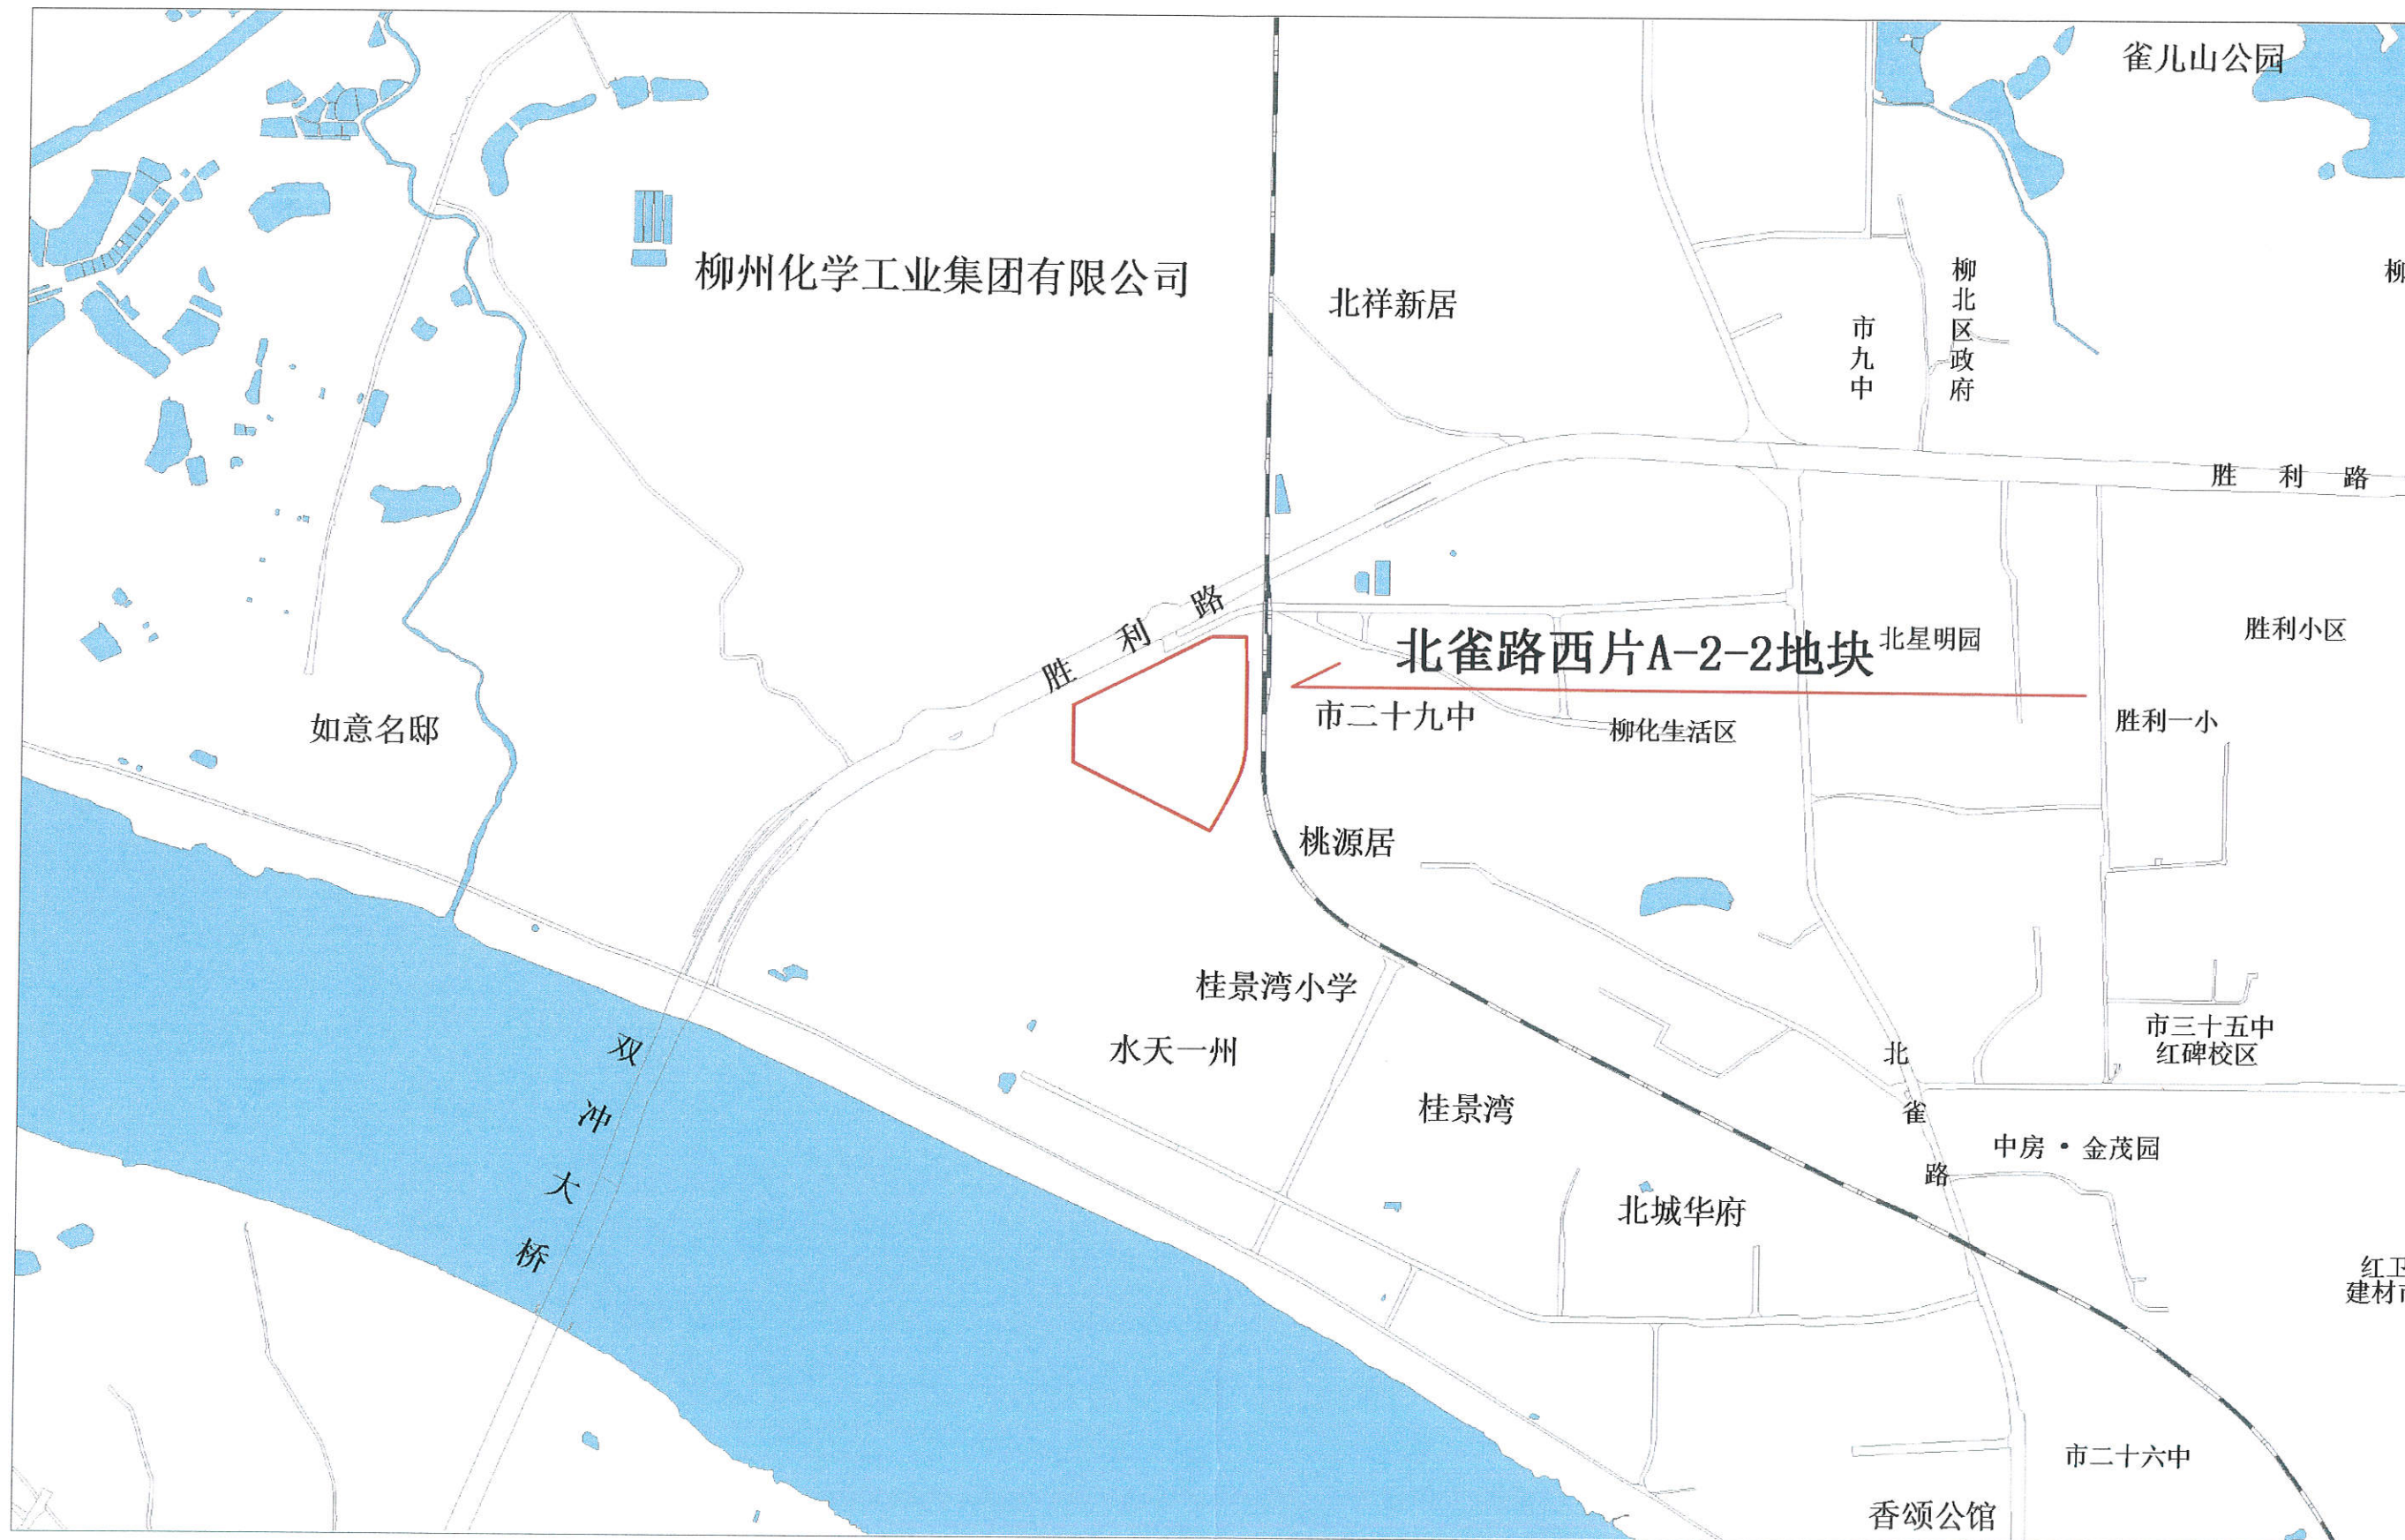 雀儿山公园
柳州化学工业集团有限公司
北祥新居
市九中
柳北区政府
柳
胜利路
胜利路
北雀路西片A-2-2地块
北星明园
胜利小区
市二十九中
柳化生活区
胜利一小
如意名邸
桃源居
桂景湾小学
水天一州
双冲大桥
桂景湾
北雀路
市三十五中
红碑校区
中房·金茂园
北城华府
建材
市二十六中
香颂公馆